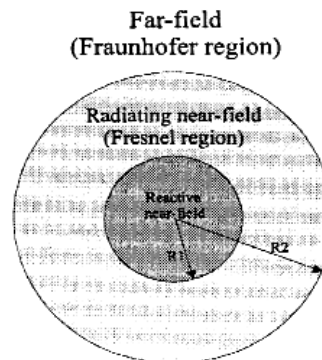 Far-field
(Fraunhofer region)
Radiating near-field
(Fresnel region)
Reactive
near-field
R1
R2